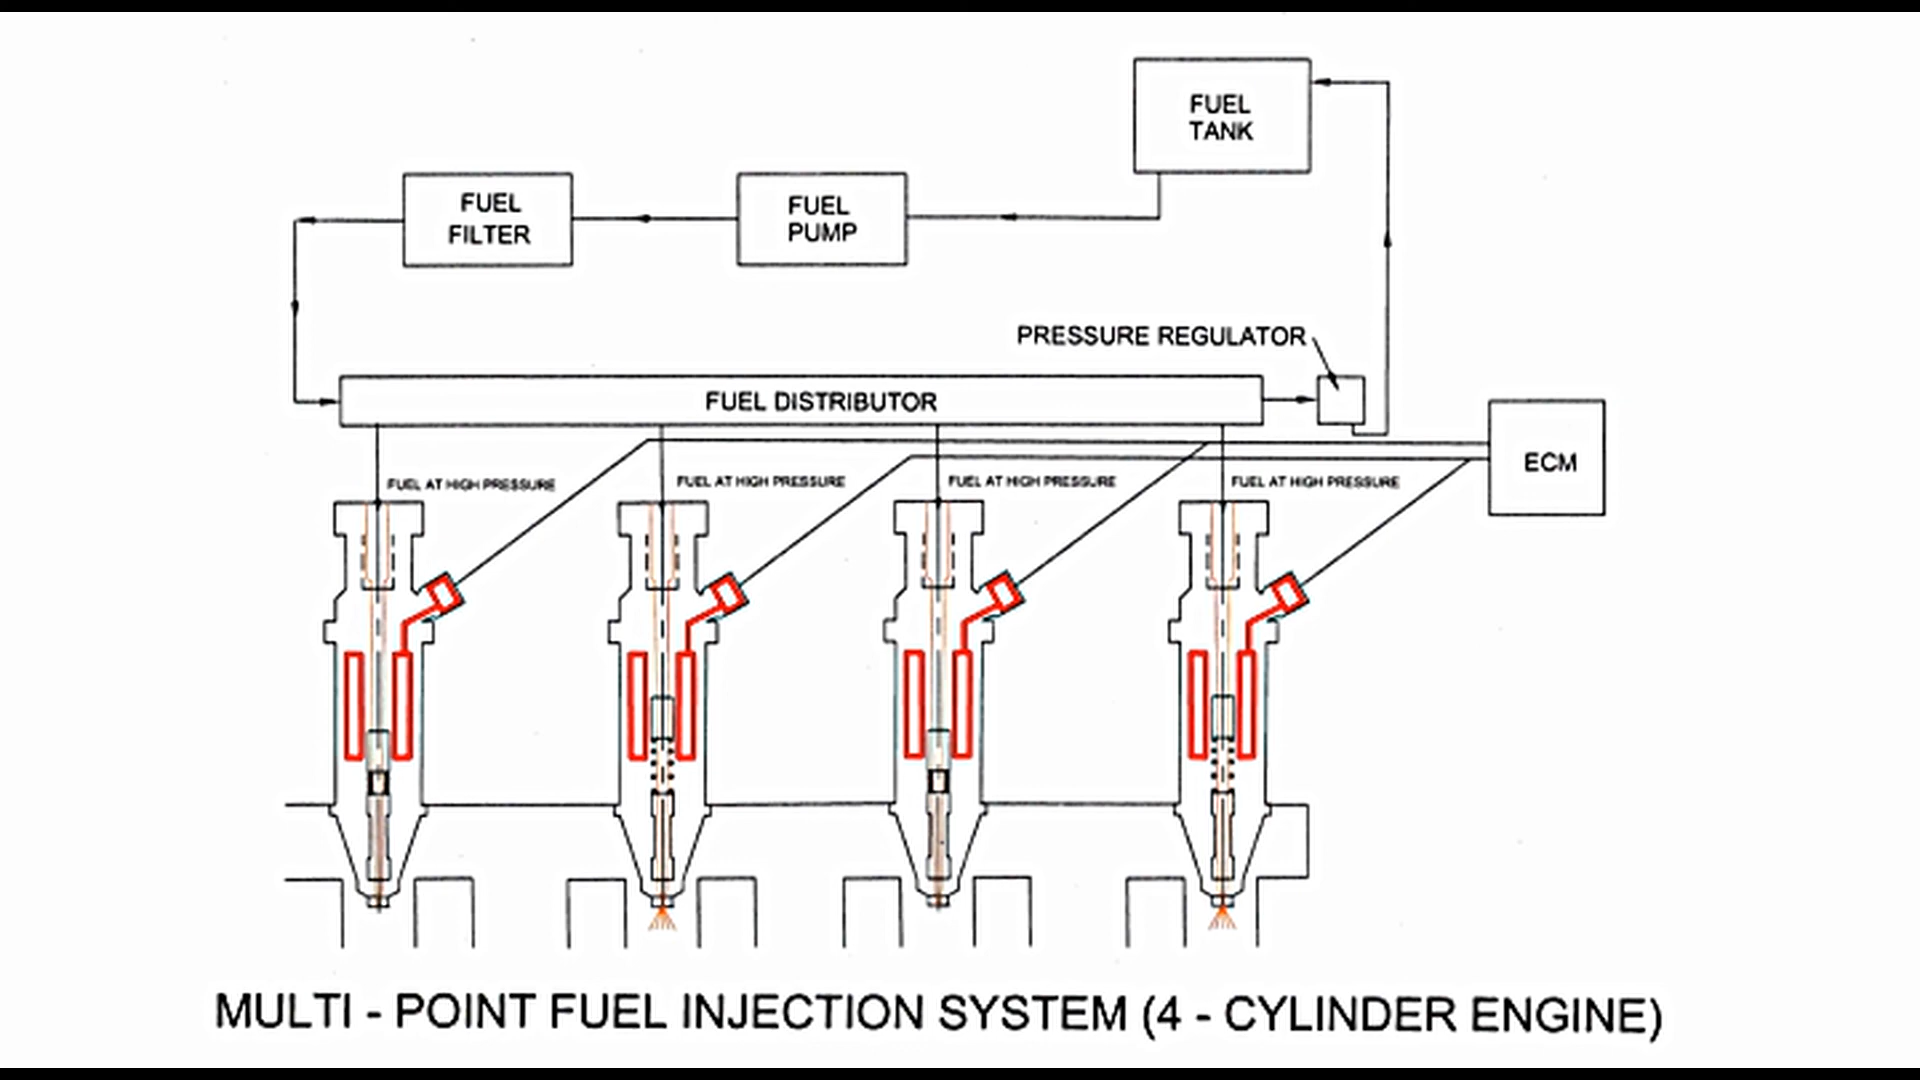 FUEL
TANK
FUEL
FILTER
FUEL
PUMP
PRESSURE REGULATOR
FUEL DISTRIBUTOR
ECM
FUEL AT HIGH PRESSURE
FUEL AT HIGH PRESSURE
FUEL AT HIGH PRESSURE
FUEL AT HIGH PRESSURE
MULTI - POINT FUEL INJECTION SYSTEM (4 - CYLINDER ENGINE)